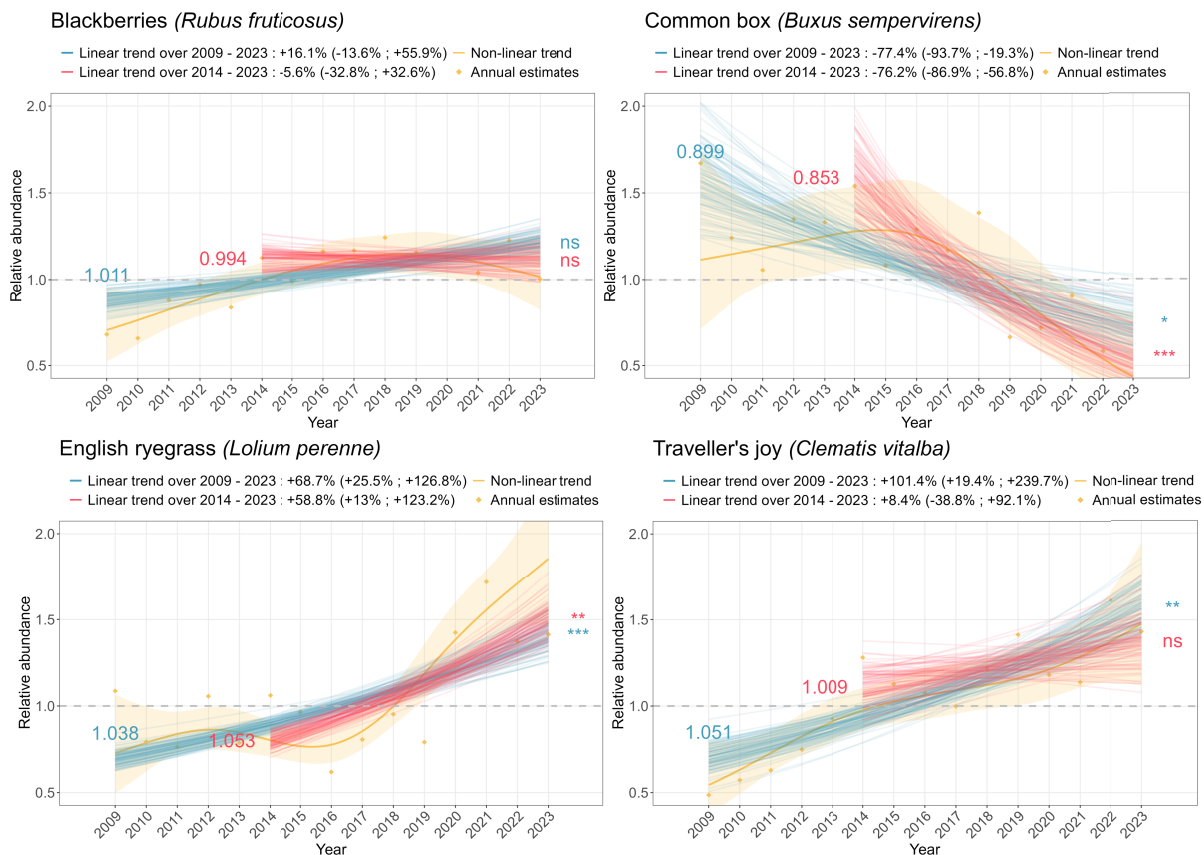 Blackberries (Rubus fruticosus)
Linear trend over 2009 - 2023 : +16.1% (-13.6% ; +55.9%)
Non-linear trend
Linear trend over 2014 - 2023 : -5.6% (-32.8% ; +32.6%)
Annual estimates
Relative abundance
2.0
1.5
1.0
0.5
1.011
0.994
ns
ns
2009 2010 2011 2012 2013 2014 2015 2016 2017 2018 2019 2020 2021 2022 2023
Year
Common box (Buxus sempervirens)
Linear trend over 2009 - 2023 : -77.4% (-93.7% ; -19.3%)
Non-linear trend
Linear trend over 2014 - 2023 : -76.2% (-86.9% ; -56.8%)
Annual estimates
Relative abundance
2.0
1.5
1.0
0.5
0.899
0.853
*
***
2009 2010 2011 2012 2013 2014 2015 2016 2017 2018 2019 2020 2021 2022 2023
Year
English ryegrass (Lolium perenne)
Linear trend over 2009 - 2023 : +68.7% (+25.5% ; +126.8%)
Non-linear trend
Linear trend over 2014 - 2023 : +58.8% (+13% ; +123.2%)
Annual estimates
Relative abundance
2.0
1.5
1.0
0.5
1.038
1.053
**
***
2009 2010 2011 2012 2013 2014 2015 2016 2017 2018 2019 2020 2021 2022 2023
Year
Traveller's joy (Clematis vitalba)
Linear trend over 2009 - 2023 : +101.4% (+19.4% ; +239.7%)
Non-linear trend
Linear trend over 2014 - 2023 : +8.4% (-38.8% ; +92.1%)
Annual estimates
Relative abundance
2.0
1.5
1.0
0.5
1.051
1.009
**
ns
2009 2010 2011 2012 2013 2014 2015 2016 2017 2018 2019 2020 2021 2022 2023
Year